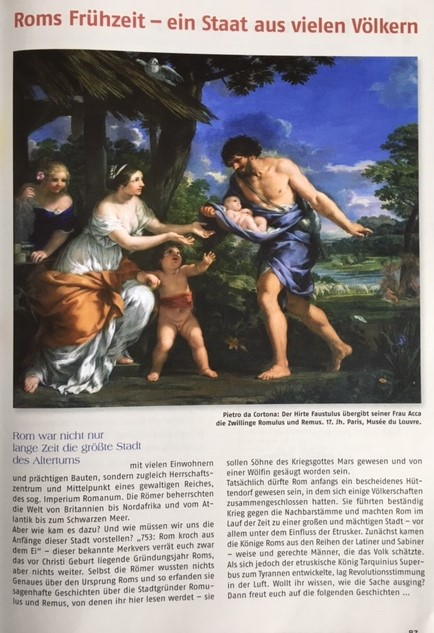 Roms Frühzeit – ein Staat aus vielen Völkern
Pietro da Cortona: Der Hirte Faustulus übergibt seiner Frau Acca
die Zwillinge Romulus und Remus. 17. Jh. Paris, Musée du Louvre.
Rom war nicht nur
lange Zeit die größte Stadt
des Altertums mit vielen Einwohnern
und prächtigen Bauten, sondern zugleich Herrschafts-
zentrum und Mittelpunkt eines gewaltigen Reiches,
des sog. Imperium Romanum. Die Römer beherrschten
die Welt von Britannien bis Nordafrika und vom At-
lantik bis zum Schwarzen Meer.
Aber wie kam es dazu? Und wie müssen wir uns die
Anfänge dieser Stadt vorstellen? „753: Rom kroch aus
dem Ei“ – dieser bekannte Merkvers verrät euch zwar
das vor Christi Geburt liegende Gründungsjahr Roms,
aber nichts weiter. Selbst die Römer wussten nichts
Genaues über den Ursprung Roms und so erfanden sie
sagenhafte Geschichten über die Stadtgründer Romu-
lus und Remus, von denen ihr hier lesen werdet – sie
sollen Söhne des Kriegsgottes Mars gewesen und von
einer Wölfin gesäugt worden sein.
Tatsächlich dürfte Rom anfangs ein bescheidenes Hüt-
tendorf gewesen sein, in dem sich einige Völkerschaften
zusammengeschlossen hatten. Sie führten beständig
Krieg gegen die Nachbarstämme und machten Rom im
Lauf der Zeit zu einer großen und mächtigen Stadt – vor
allem unter dem Einfluss der Etrusker. Zunächst kamen
die Könige Roms aus den Reihen der Latiner und Sabiner
– weise und gerechte Männer, die das Volk schätzte.
Als sich jedoch der etruskische König Tarquinius Super-
bus zum Tyrannen entwickelte, lag Revolutionsstimmung
in der Luft. Wollt ihr wissen, wie die Sache ausging?
Dann freut euch auf die folgenden Geschichten ...